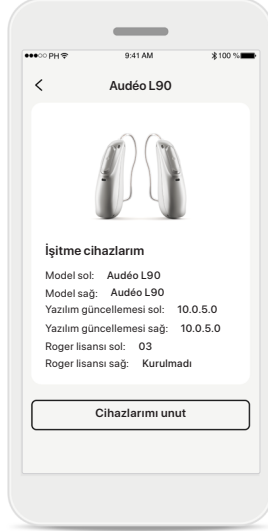 ●●●○○ PH 9:41 AM 100 %
Audéo L90
İşitme cihazlarım
Model sol: Audéo L90
Model sağ: Audéo L90
Yazılım güncellemesi sol: 10.0.5.0
Yazılım güncellemesi sağ: 10.0.5.0
Roger lisansı sol: 03
Roger lisansı sağ: Kurulmadı
Cihazlarımı unut